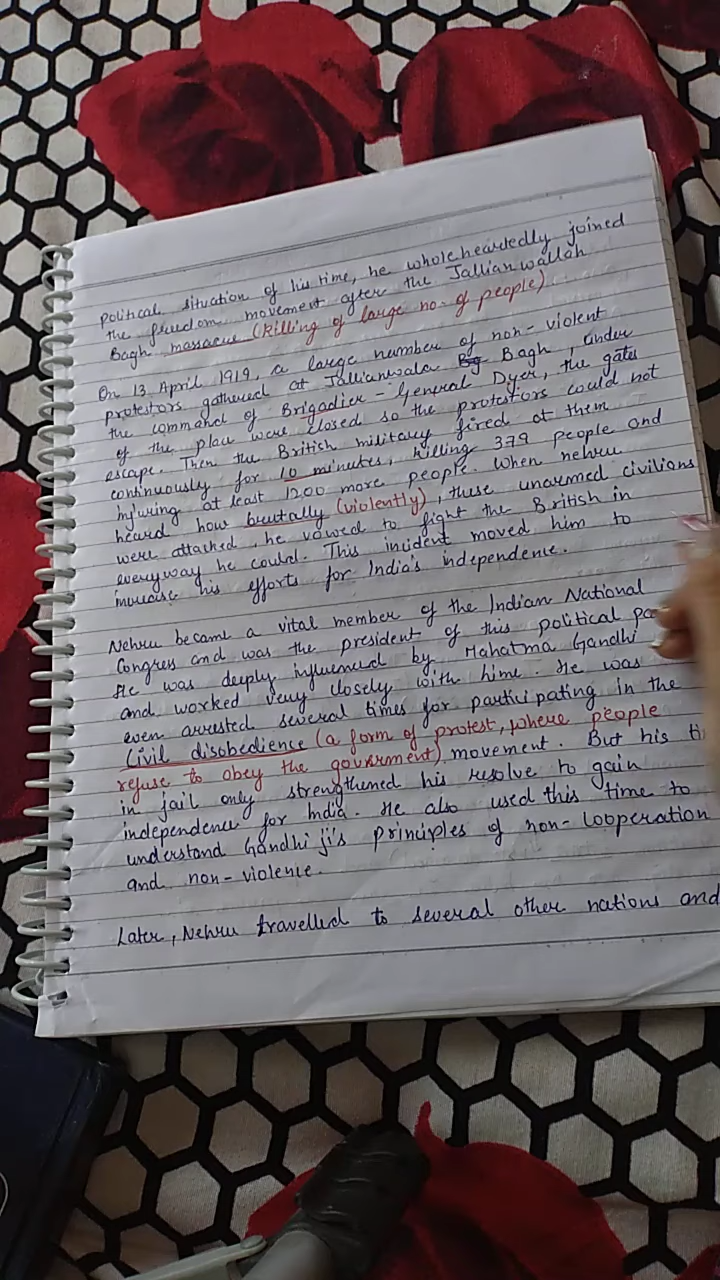 political situation of his time, he wholeheartedly joined
the freedom movement after the Jallianwallah
Bagh massacre (killing of large no. of people)
On 13 April 1919, a large number of non-violent
protestors gathered at Jallianwala Bagh, under
the command of Brigadier - General Dyer, the gates
of the place were closed so the protestors could not
escape. Then the British military fired at them
continuously for 10 minutes, killing 379 people and
injuring at least 1200 more people. When nehru
heard how brutally (violently), these unarmed civilians
were attacked, he vowed to fight the British in
everyway he could. This incident moved him to
increase his efforts for India's independence.
Nehru became a vital member of the Indian National
Congress and was the president of this political pa
He was deeply influenced by Mahatma Gandhi
and worked very closely with hime. He was
even arrested several times for participating in the
Civil disobedience (a form of protest, where people
refuse to obey the government) movement. But his ti
in jail only strengthened his resolve to gain
independence for India. He also used this time to
understand Gandhi ji's principles of non-cooperation
and non-violence.
Later, Nehru travelled to several other nations and